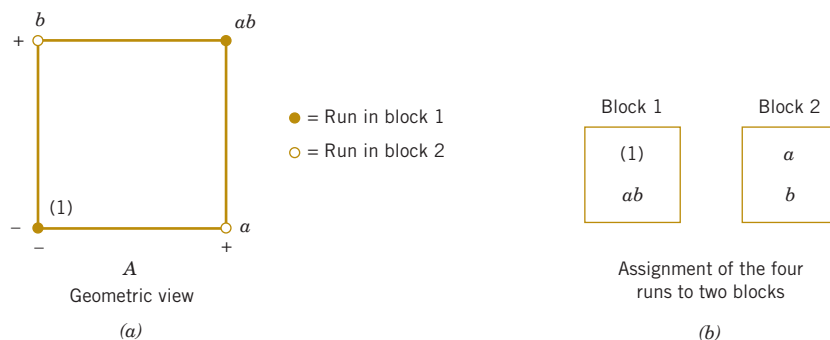 b
ab
+
= Run in block 1
= Run in block 2
(1)
a
–
–
+
A
Geometric view
(a)
Block 1
Block 2
(1)
ab
a
b
Assignment of the four
runs to two blocks
(b)